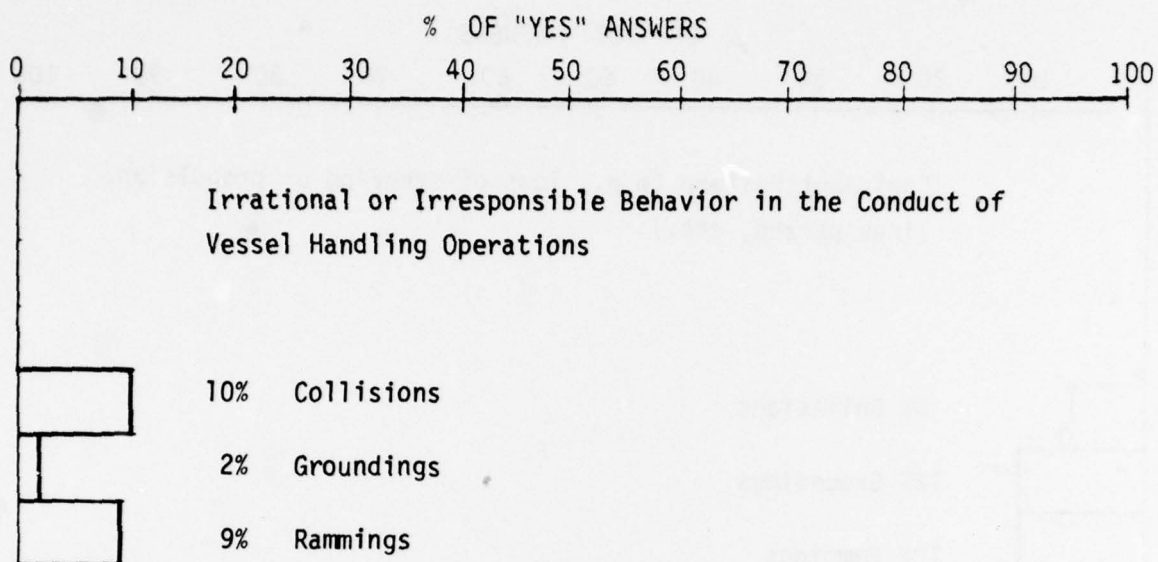 % OF "YES" ANSWERS
0 10 20 30 40 50 60 70 80 90 100
Irrational or Irresponsible Behavior in the Conduct of
Vessel Handling Operations
10% Collisions
2% Groundings
9% Rammings